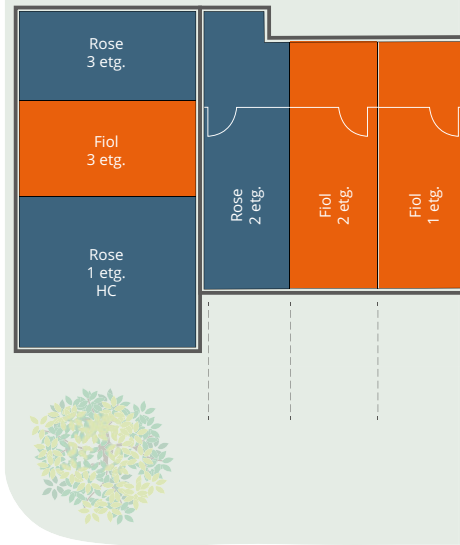 Rose
3 etg.
Fiol
3 etg.
Rose
1 etg.
HC
Rose
2 etg.
Fiol
2 etg.
Fiol
1 etg.